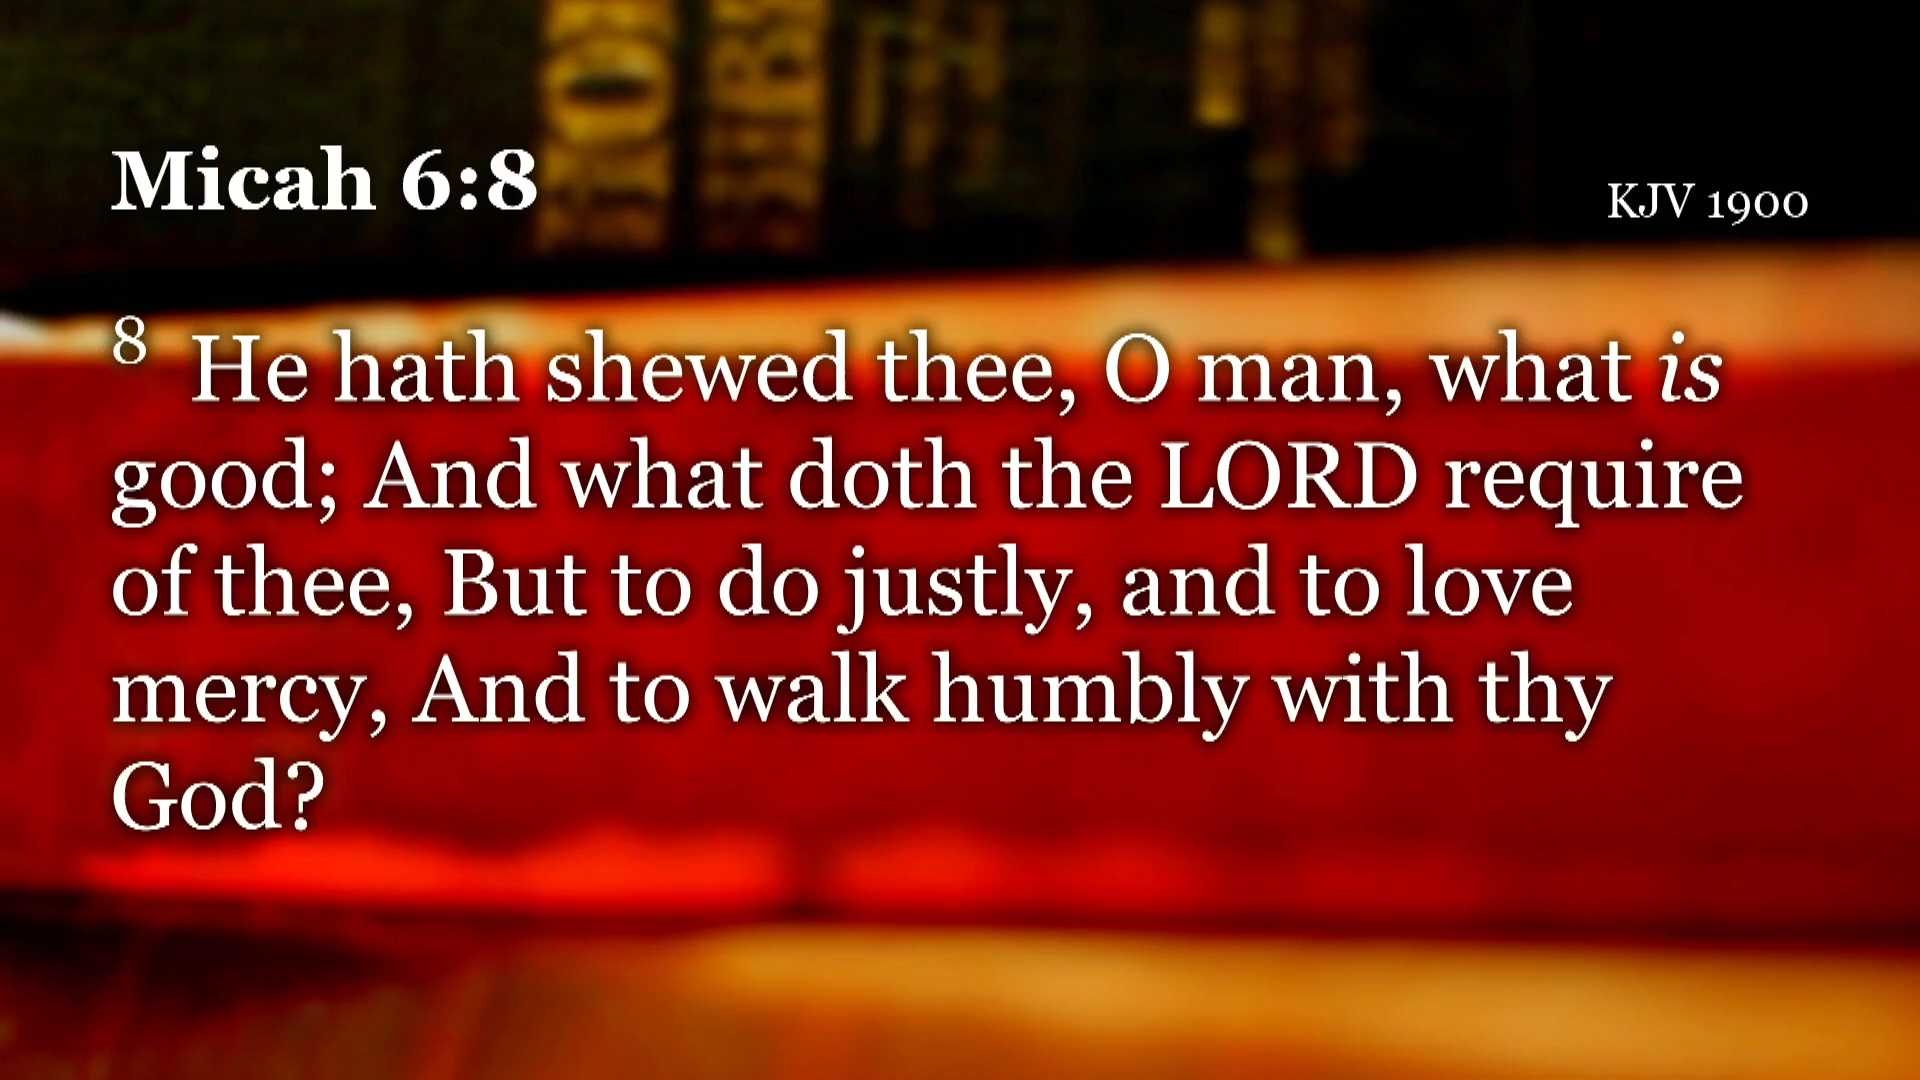 Micah 6:8
KJV 1900
8 He hath shewed thee, O man, what is
good; And what doth the LORD require
of thee, But to do justly, and to love
mercy, And to walk humbly with thy
God?